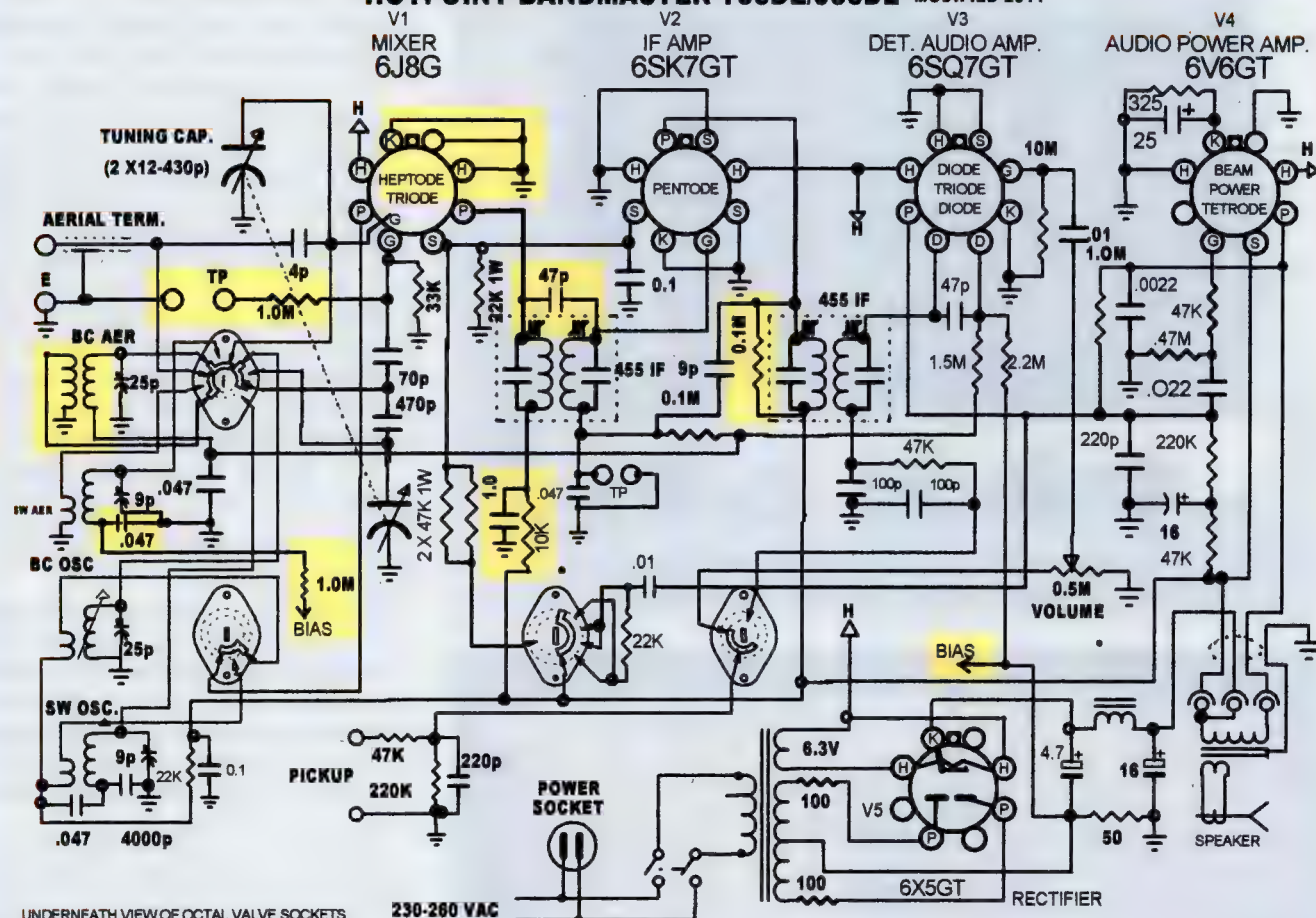 V1
MIXER
6J8G
V2
IF AMP
6SK7GT
V3
DET. AUDIO AMP.
6SQ7GT
V4
AUDIO POWER AMP.
6V6GT
TUNING CAP.
(2 X12-430p)
H
K
H
H
HEPTODE
TRIODE
P
P
G
G
S
P
S
H
H
PENTODE
S
S
K
G
H
S
10M
H
G
DIODE
TRIODE
DIODE
P
K
D
D
H
325
25
K
H
H
H
BEAM
POWER
TETRODE
P
G
S
AERIAL TERM.
E
4p
TP
1.0M
33K
22K 1W
47p
0.1
455 IF
.01
1.0M
47p
.0022
47K
.47M
.022
BC AER
25p
70p
470p
455 IF
9p
0.1M
0.1M
1.5M
2.2M
220p
220K
SW AER
9p
.047
.047
2 X 47K 1W
1.0
10K
.047
TP
47K
100p
100p
16
47K
BC OSC
25p
1.0M
BIAS
.01
22K
0.5M
VOLUME
H
BIAS
SW OSC.
9p
22K
0.1
.047
4000p
PICKUP
47K
220K
220p
POWER
SOCKET
6.3V
100
100
K
H
H
V5
P
P
6X5GT
RECTIFIER
4.7
16
50
SPEAKER
230-260 VAC
UNDERNEATH VIEW OF OCTAL VALVE SOCKETS